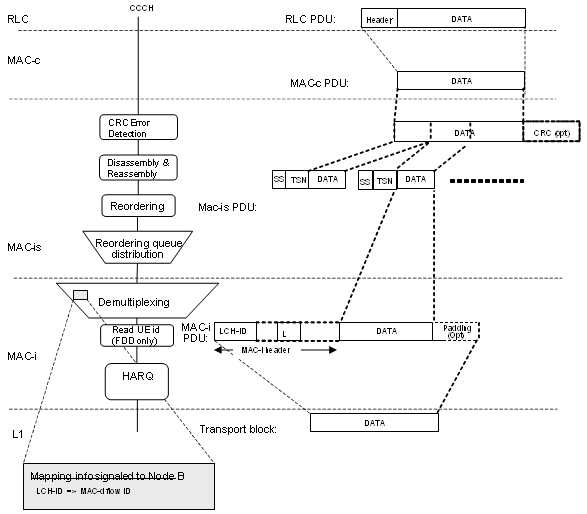 CCCH
RLC
RLC PDU:
Header
DATA
MAC-c
MAC-c PDU:
DATA
CRC Error
Detection
DATA
CRC (opt)
Disassembly &
Reassembly
SS
TSN
DATA
SS
TSN
DATA
Reordering
Mac-is PDU:
MAC-is
Reordering queue
distribution
Demultiplexing
Read UE id
(FDD only)
MAC-i
PDU:
LCH-ID
L
DATA
Padding
(Opt)
MAC-i header
MAC-i
HARQ
L1
Transport block:
DATA
Mapping info signaled to Node B
LCH-ID => MAC-d flow ID